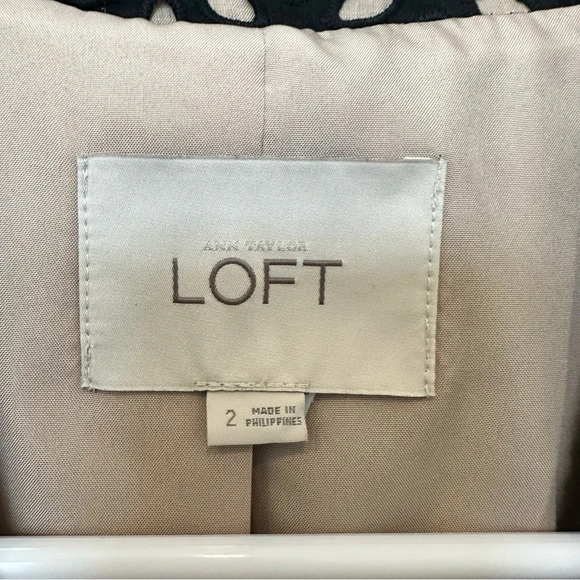 ANN TAYLOR
LOFT
2 MADE IN
PHILIPPINES